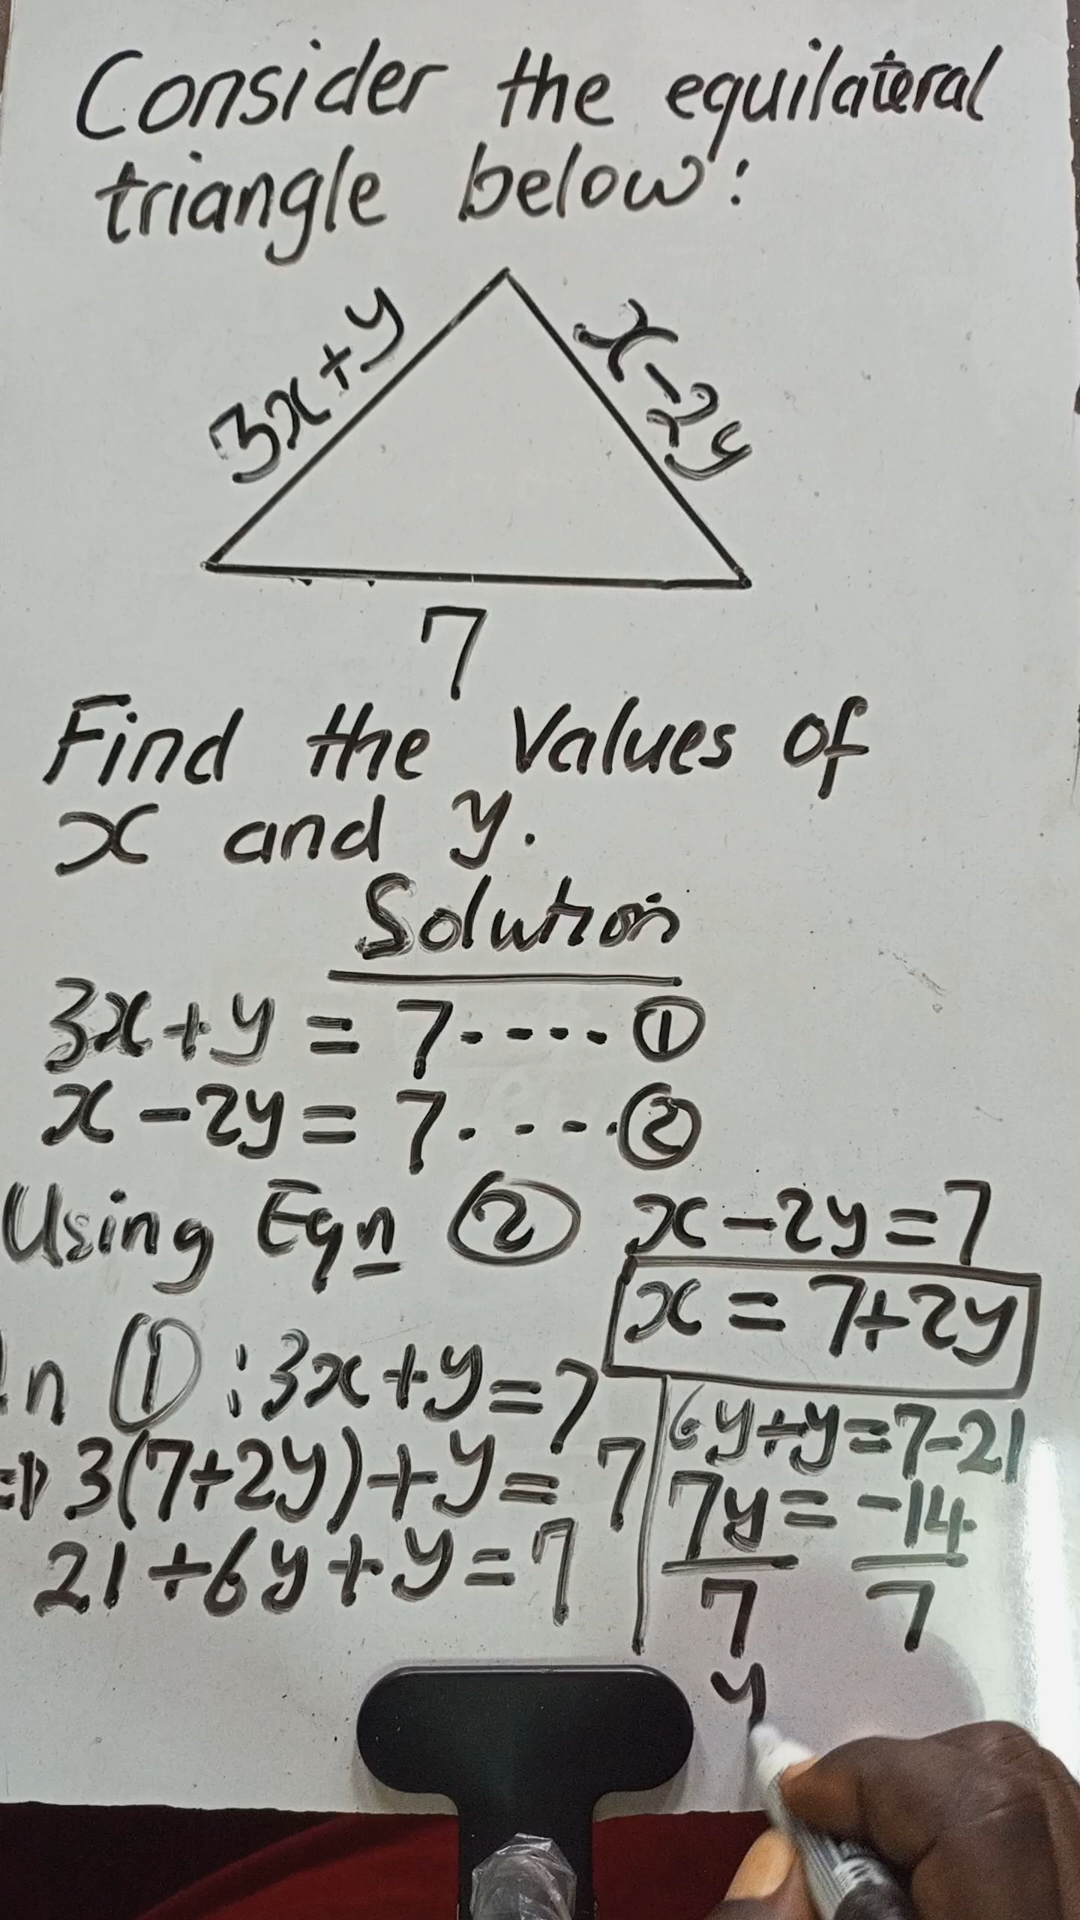 Consider the equilateral
triangle below:
3x+y
x-2y
7
Find the Values of
x and y.
Solution
3x+y = 7----- ①
x-2y = 7-----②
Using Eqn ② x-2y=7
x = 7+2y
In ①:3x+y=7
⇒ 3(7+2y)+y=7
21+6y+y=7
6y+y=7-21
7y = -14
7 7
y